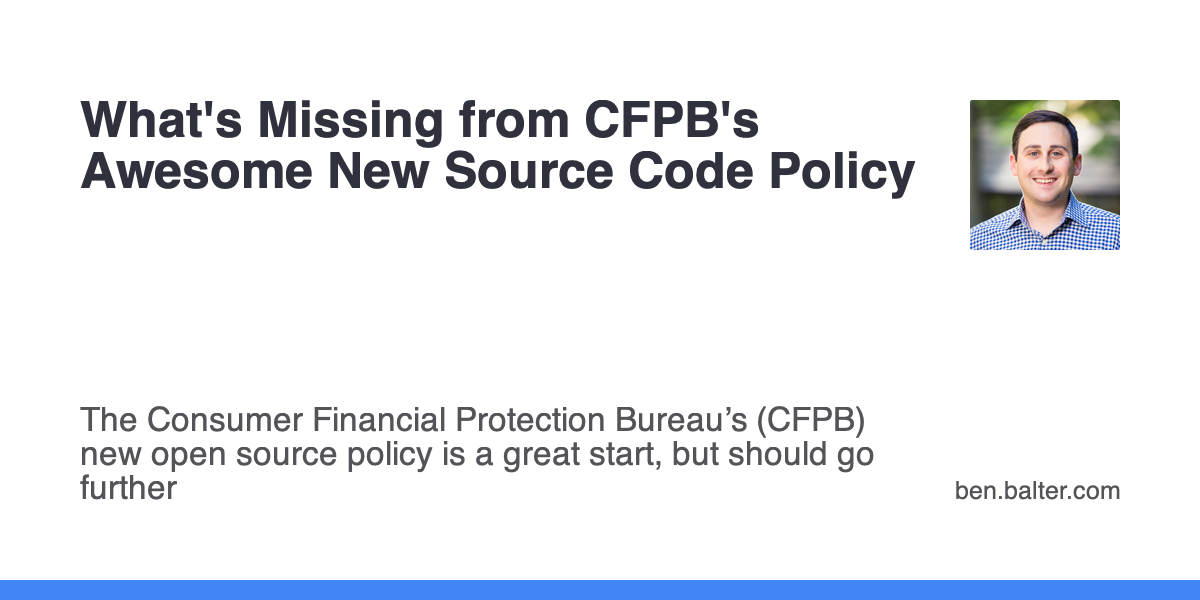 What's Missing from CFPB's
Awesome New Source Code Policy
The Consumer Financial Protection Bureau’s (CFPB)
new open source policy is a great start, but should go
further
ben.balter.com